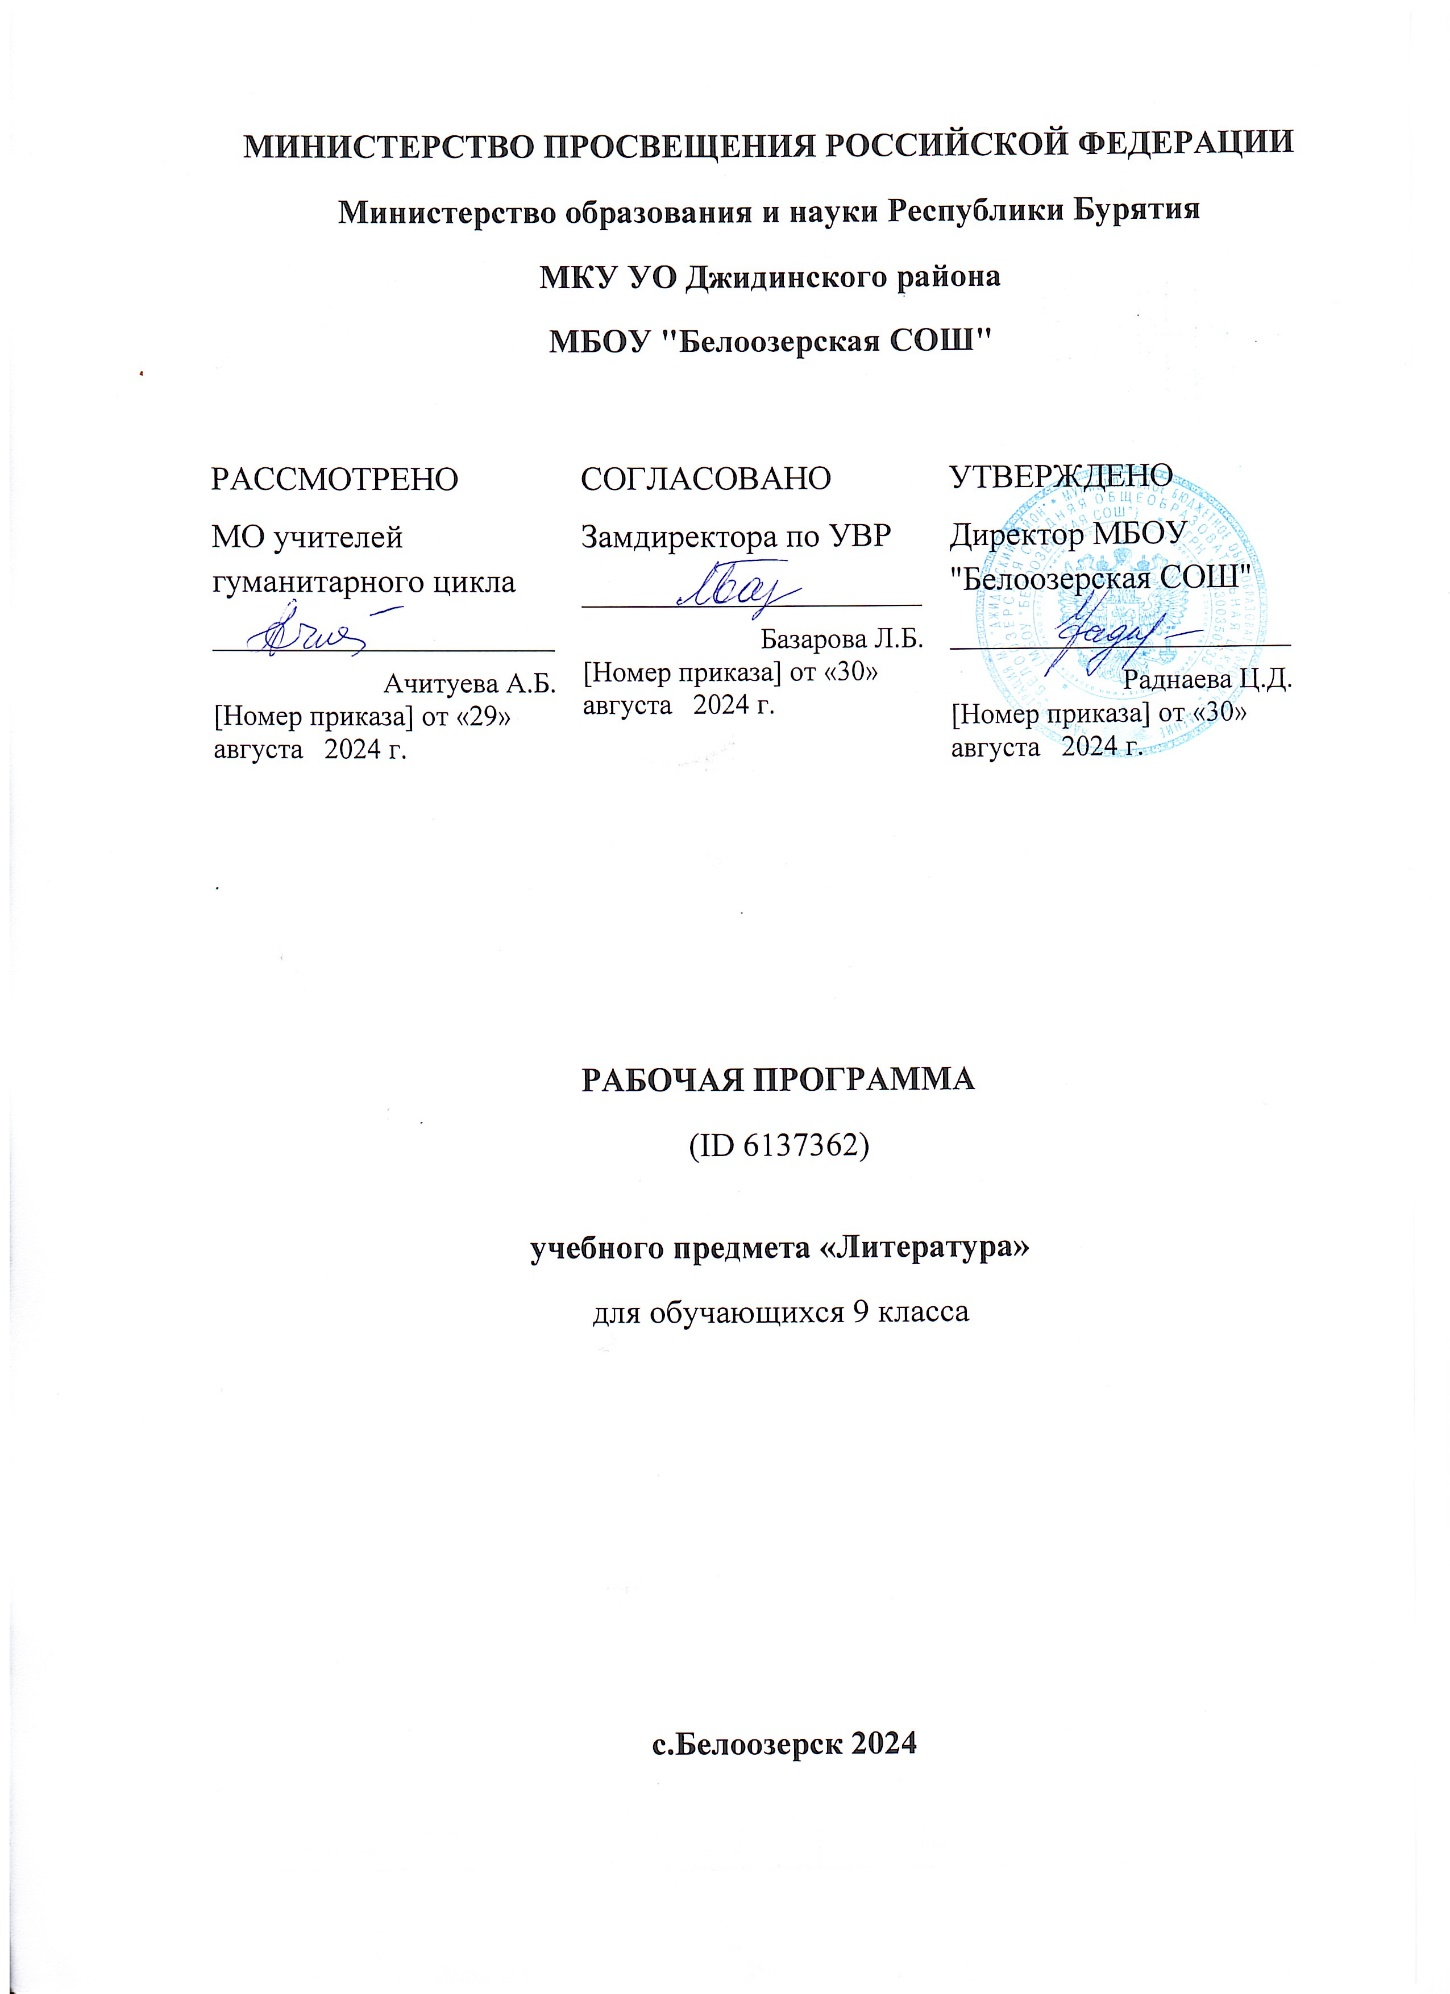 МИНИСТЕРСТВО ПРОСВЕЩЕНИЯ РОССИЙСКОЙ ФЕДЕРАЦИИ
Министерство образования и науки Республики Бурятия
МКУ УО Джидинского района
МБОУ "Белоозерская СОШ"
РАССМОТРЕНО
МО учителей
гуманитарного цикла
Ачитуева А.Б.
[Номер приказа] от «29»
августа 2024 г.
СОГЛАСОВАНО
Замдиректора по УВР
Базарова Л.Б.
[Номер приказа] от «30»
августа 2024 г.
УТВЕРЖДЕНО
Директор МБОУ
"Белоозерская СОШ"
Раднаева Ц.Д.
[Номер приказа] от «30»
августа 2024 г.
РАБОЧАЯ ПРОГРАММА
(ID 6137362)
учебного предмета «Литература»
для обучающихся 9 класса
с.Белоозерск 2024